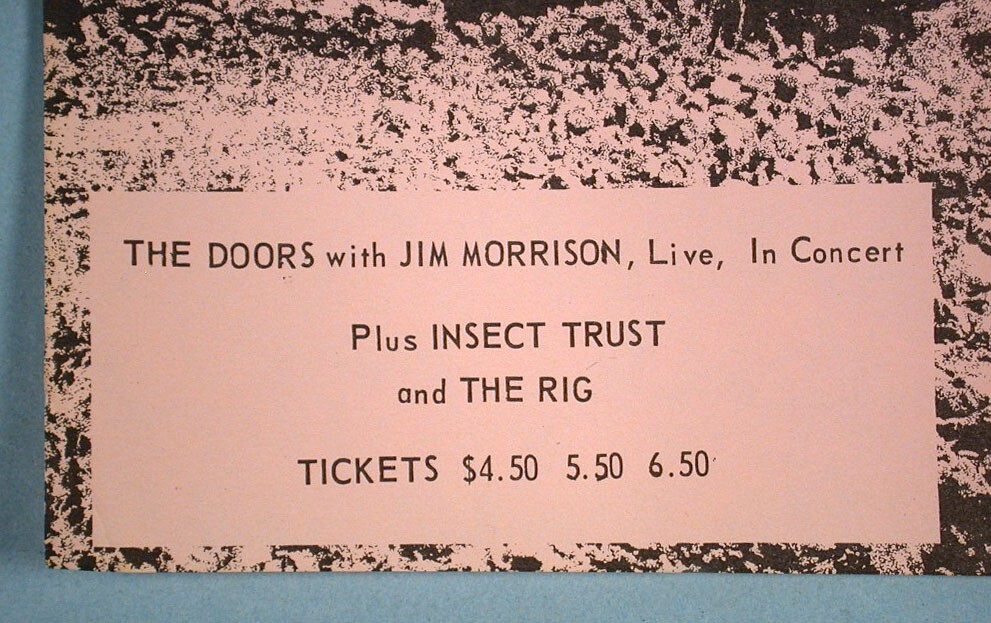 THE DOORS with JIM MORRISON, Live, In Concert
Plus INSECT TRUST
and THE RIG
TICKETS $4.50 5.50 6.50